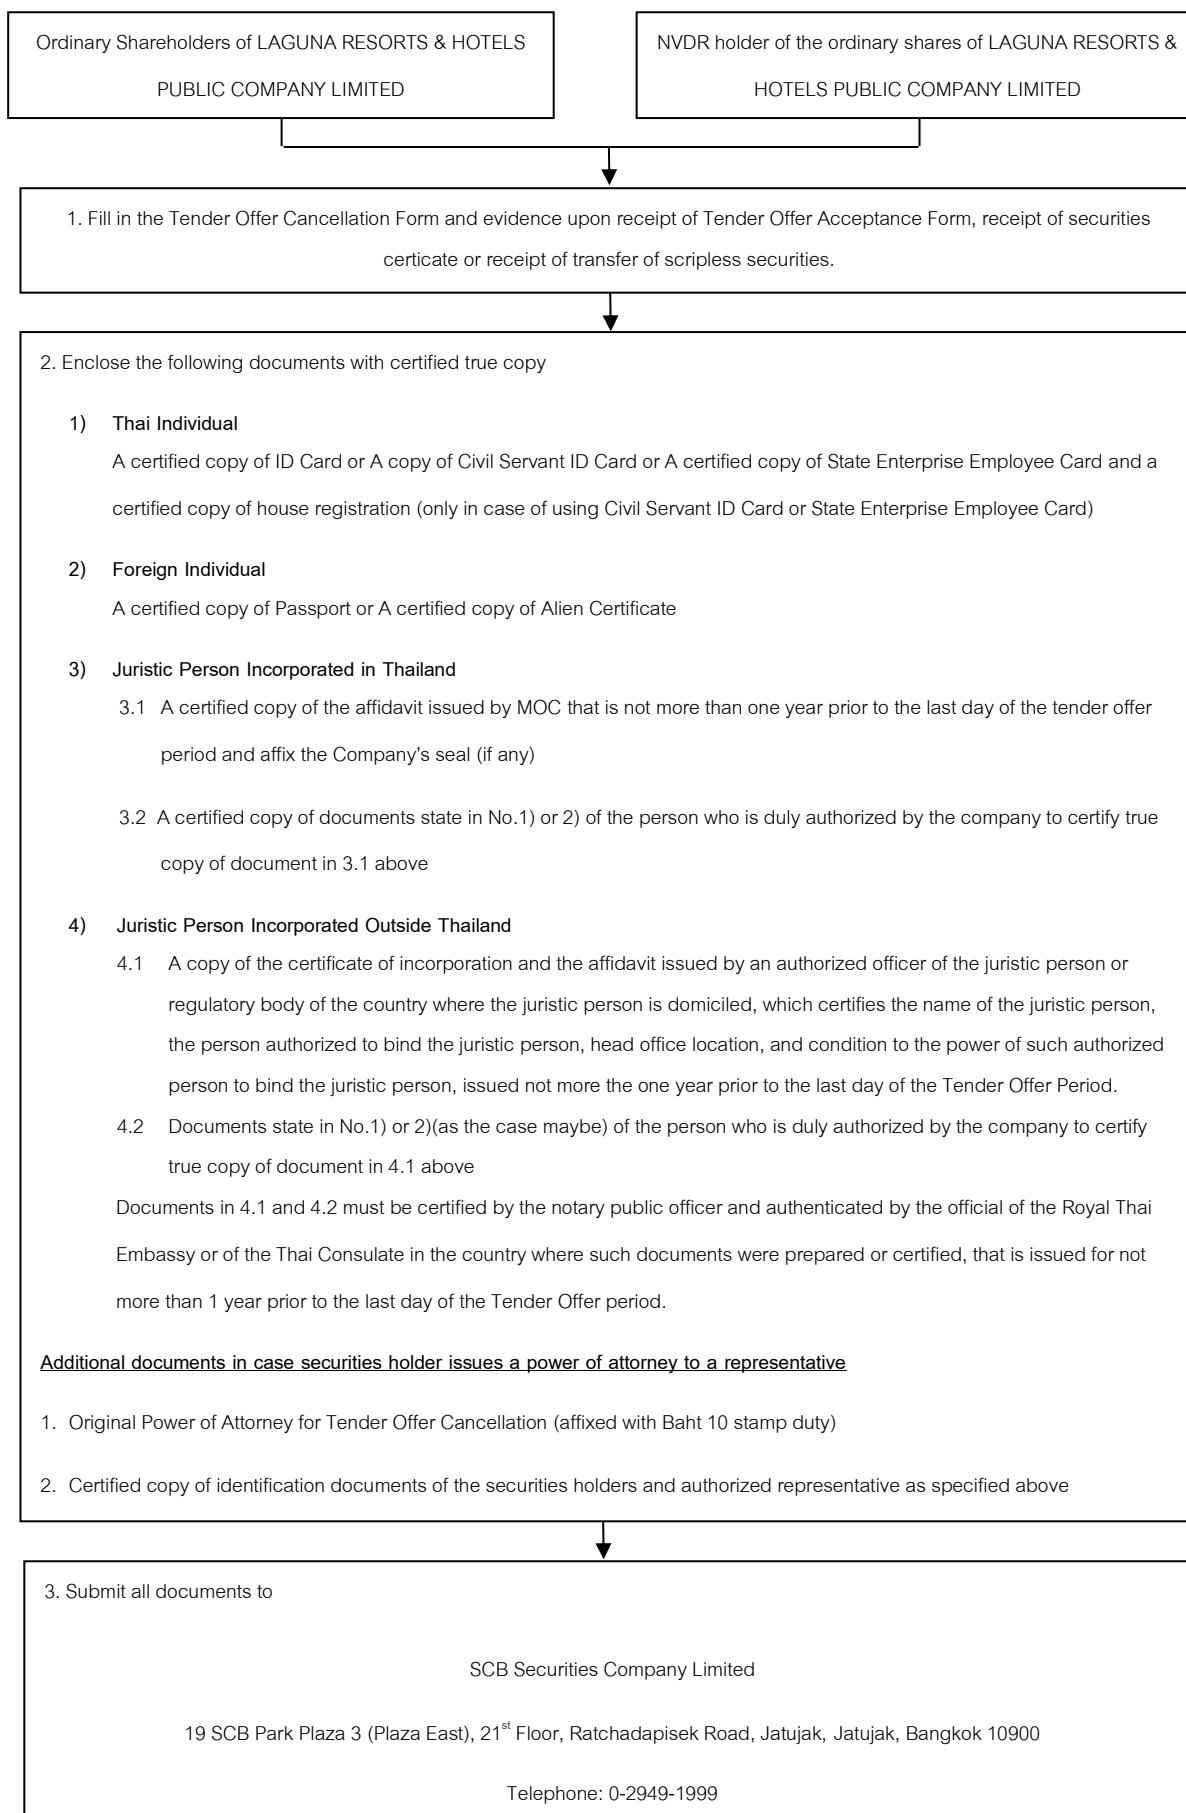 Ordinary Shareholders of LAGUNA RESORTS & HOTELS
PUBLIC COMPANY LIMITED
NVDR holder of the ordinary shares of LAGUNA RESORTS &
HOTELS PUBLIC COMPANY LIMITED
1. Fill in the Tender Offer Cancellation Form and evidence upon receipt of Tender Offer Acceptance Form, receipt of securities
certicate or receipt of transfer of scripless securities.
2. Enclose the following documents with certified true copy
1) Thai Individual
A certified copy of ID Card or A copy of Civil Servant ID Card or A certified copy of State Enterprise Employee Card and a
certified copy of house registration (only in case of using Civil Servant ID Card or State Enterprise Employee Card)
2) Foreign Individual
A certified copy of Passport or A certified copy of Alien Certificate
3) Juristic Person Incorporated in Thailand
3.1 A certified copy of the affidavit issued by MOC that is not more than one year prior to the last day of the tender offer
period and affix the Company's seal (if any)
3.2 A certified copy of documents state in No.1) or 2) of the person who is duly authorized by the company to certify true
copy of document in 3.1 above
4) Juristic Person Incorporated Outside Thailand
4.1 A copy of the certificate of incorporation and the affidavit issued by an authorized officer of the juristic person or
regulatory body of the country where the juristic person is domiciled, which certifies the name of the juristic person,
the person authorized to bind the juristic person, head office location, and condition to the power of such authorized
person to bind the juristic person, issued not more the one year prior to the last day of the Tender Offer Period.
4.2 Documents state in No.1) or 2)(as the case maybe) of the person who is duly authorized by the company to certify
true copy of document in 4.1 above
Documents in 4.1 and 4.2 must be certified by the notary public officer and authenticated by the official of the Royal Thai
Embassy or of the Thai Consulate in the country where such documents were prepared or certified, that is issued for not
more than 1 year prior to the last day of the Tender Offer period.
Additional documents in case securities holder issues a power of attorney to a representative
1. Original Power of Attorney for Tender Offer Cancellation (affixed with Baht 10 stamp duty)
2. Certified copy of identification documents of the securities holders and authorized representative as specified above
3. Submit all documents to
SCB Securities Company Limited
19 SCB Park Plaza 3 (Plaza East), 21st Floor, Ratchadapisek Road, Jatujak, Jatujak, Bangkok 10900
Telephone: 0-2949-1999